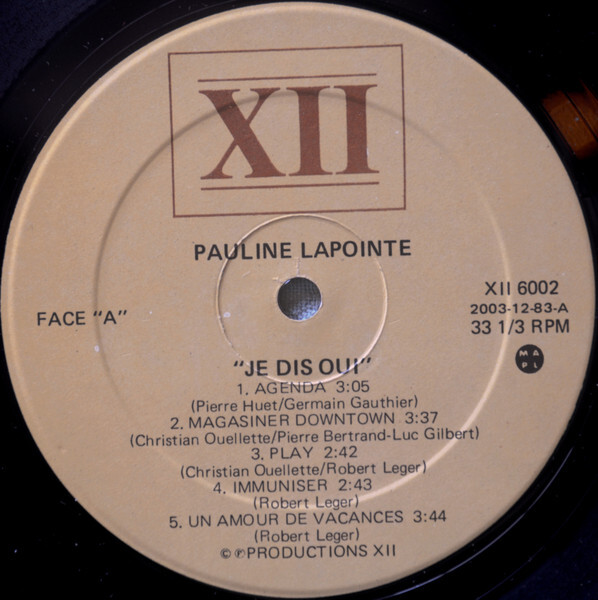 XII
PAULINE LAPOINTE
FACE "A"
XII 6002
2003-12-83-A
33 1/3 RPM
MA
PL
"JE DIS OUI"
1. AGENDA 3:05
(Pierre Huet/Germain Gauthier)
2. MAGASINER DOWNTOWN 3:37
(Christian Ouellette/Pierre Bertrand-Luc Gilbert)
3. PLAY 2:42
(Christian Ouellette/Robert Leger)
4. IMMUNISER 2:43
(Robert Leger)
5. UN AMOUR DE VACANCES 3:44
(Robert Leger)
©℗PRODUCTIONS XII